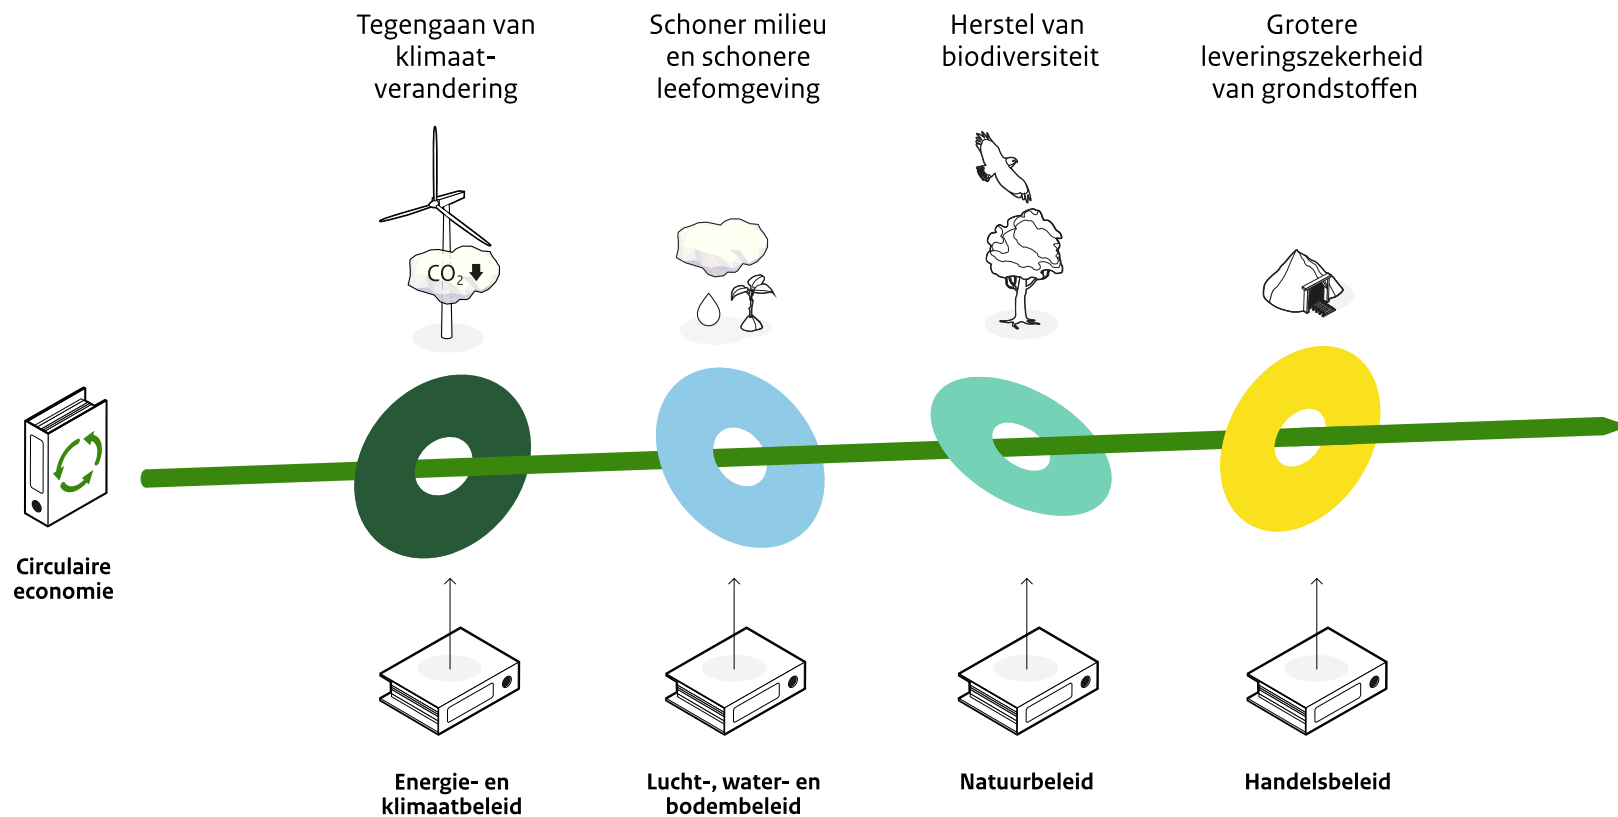 Tegengaan van
klimaat-
verandering
Schoner milieu
en schonere
leefomgeving
Herstel van
biodiversiteit
Grotere
leveringszekerheid
van grondstoffen
CO₂
Circulaire
economie
Energie- en
klimaatbeleid
Lucht-, water- en
bodembeleid
Natuurbeleid
Handelsbeleid